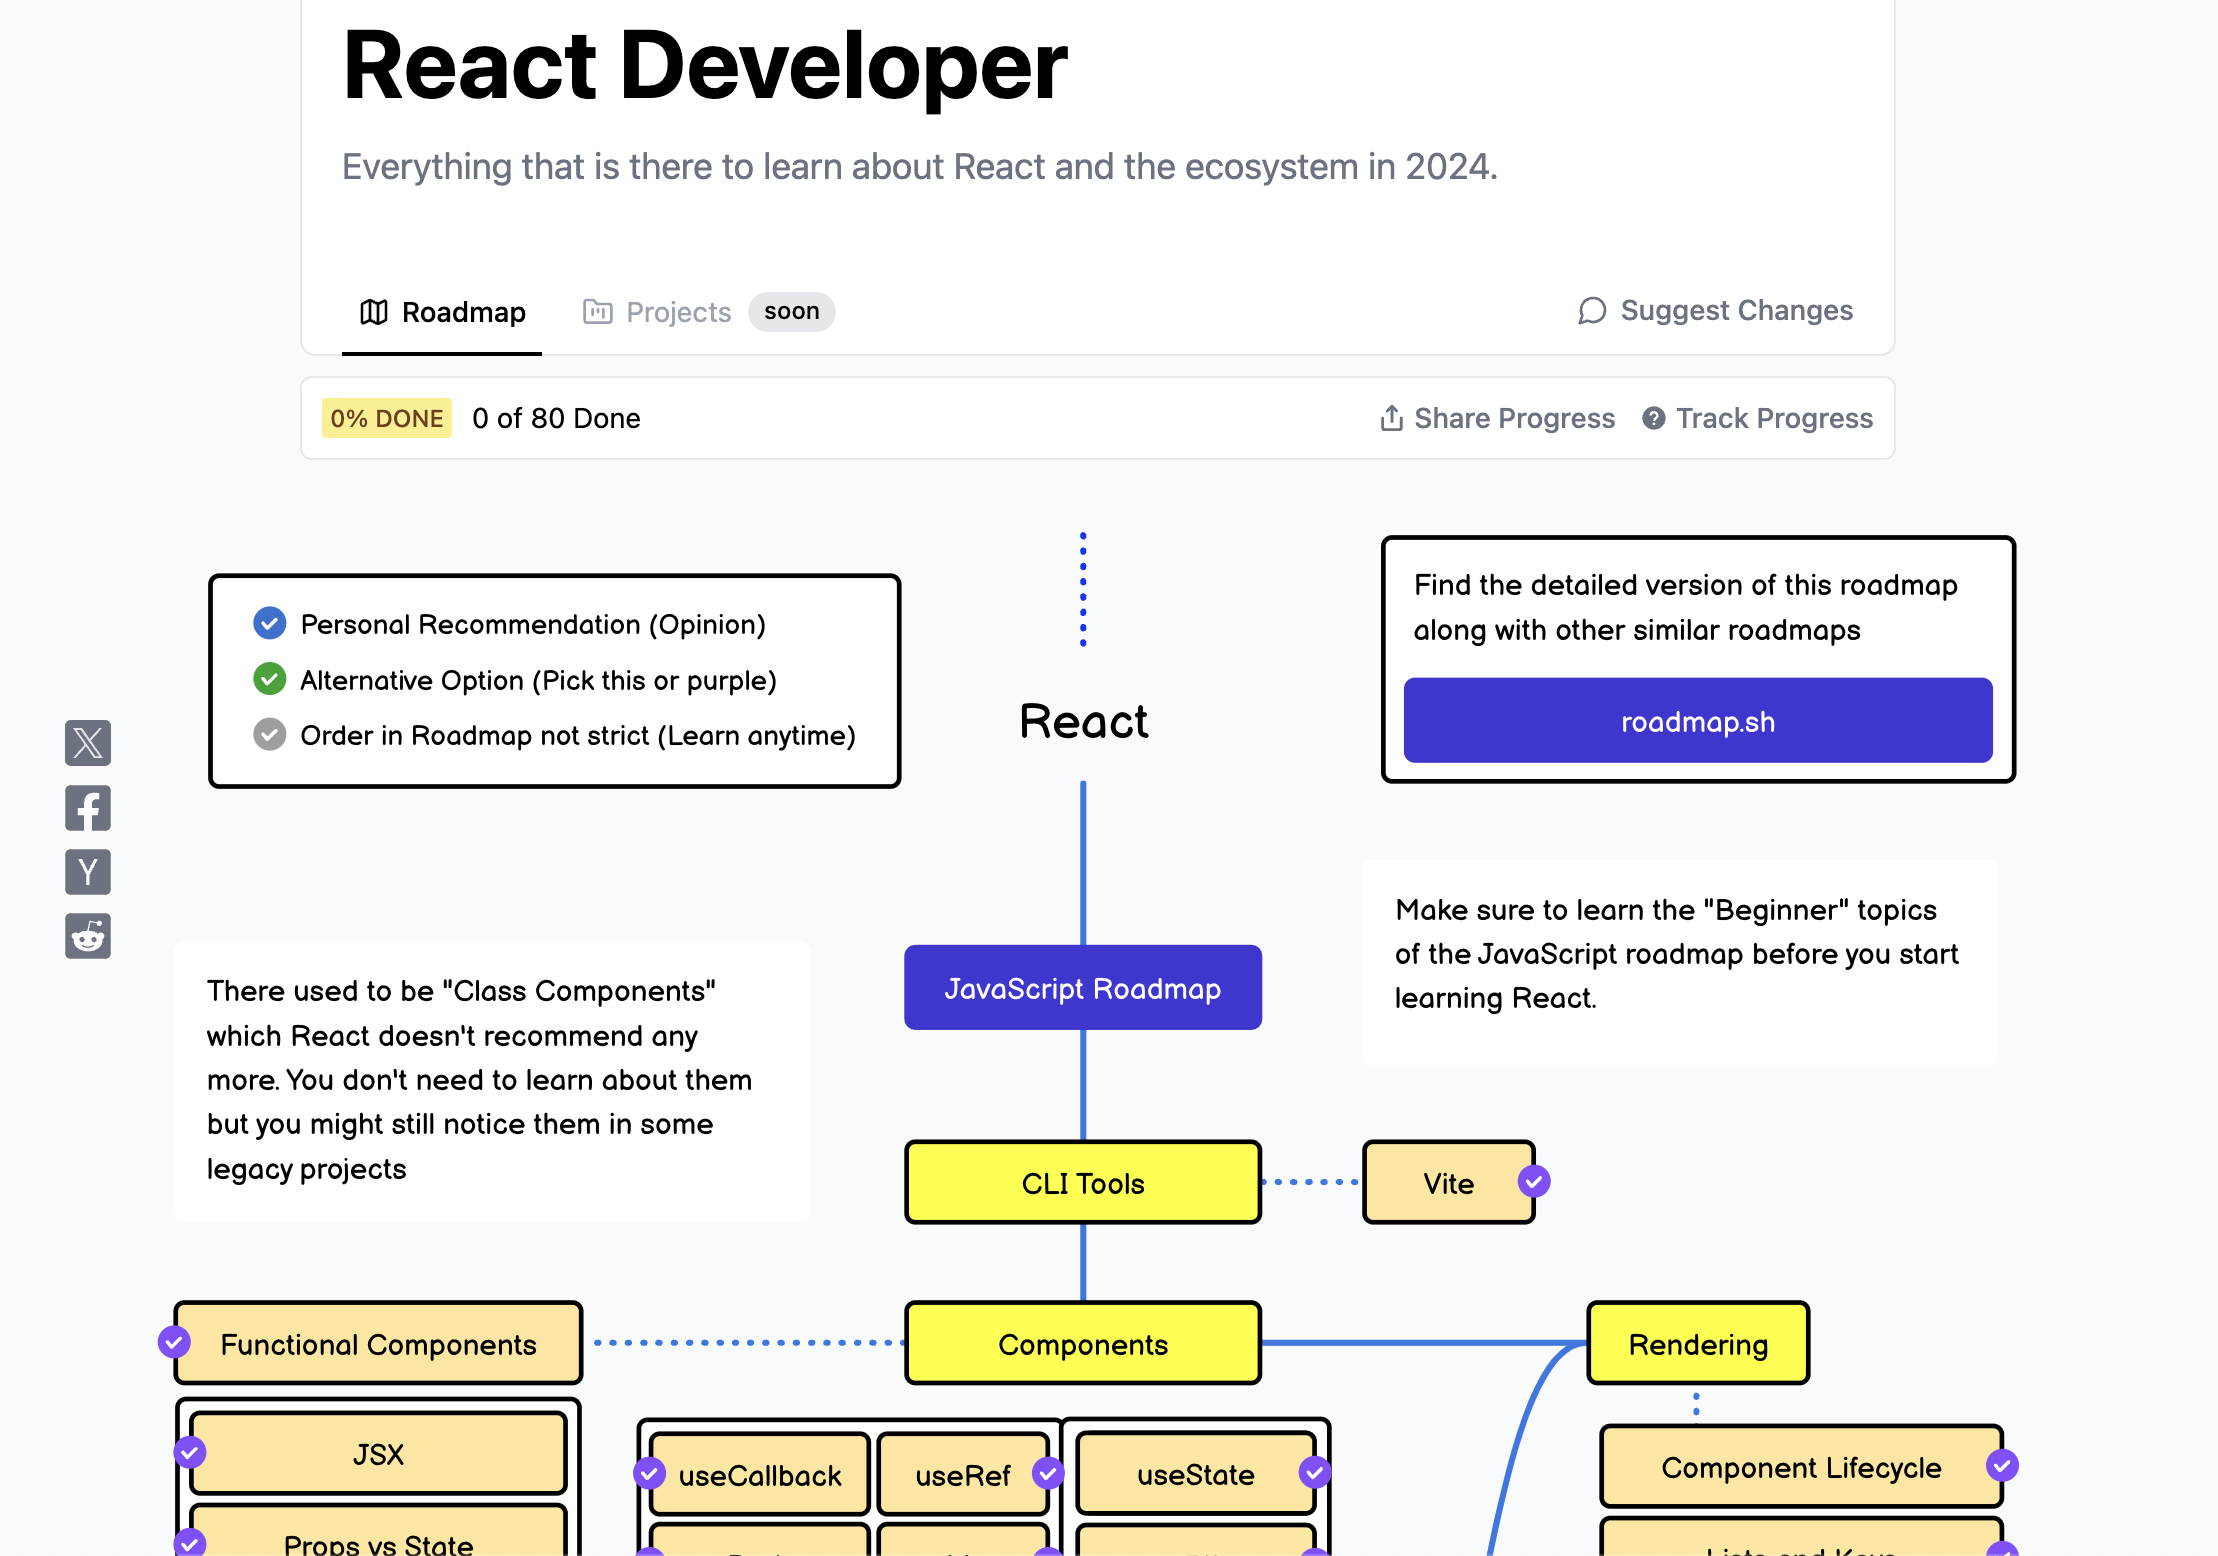 React Developer
Everything that is there to learn about React and the ecosystem in 2024.
Roadmap
Projects
soon
Suggest Changes
0% DONE
0 of 80 Done
Share Progress
Track Progress
Personal Recommendation (Opinion)
Alternative Option (Pick this or purple)
Order in Roadmap not strict (Learn anytime)
React
Find the detailed version of this roadmap
along with other similar roadmaps
roadmap.sh
Make sure to learn the "Beginner" topics
of the JavaScript roadmap before you start
learning React.
There used to be "Class Components"
which React doesn't recommend any
more. You don't need to learn about them
but you might still notice them in some
legacy projects
JavaScript Roadmap
CLI Tools
Vite
Functional Components
Components
Rendering
JSX
useCallback
useRef
useState
Component Lifecycle
Props vs State
Lists and Keys